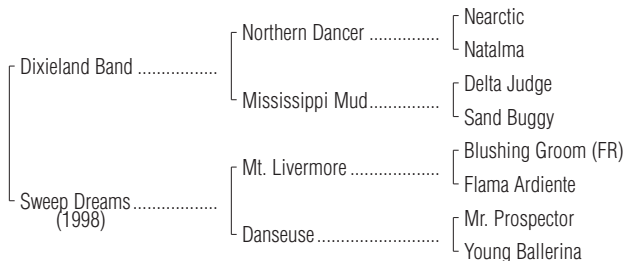 Nearctic
Northern Dancer ...............
Natalma
Dixieland Band .................
Delta Judge
Mississippi Mud...............
Sand Buggy
Blushing Groom (FR)
Mt. Livermore ...................
Flama Ardiente
Sweep Dreams.................
(1998)
Mr. Prospector
Danseuse..........................
Young Ballerina